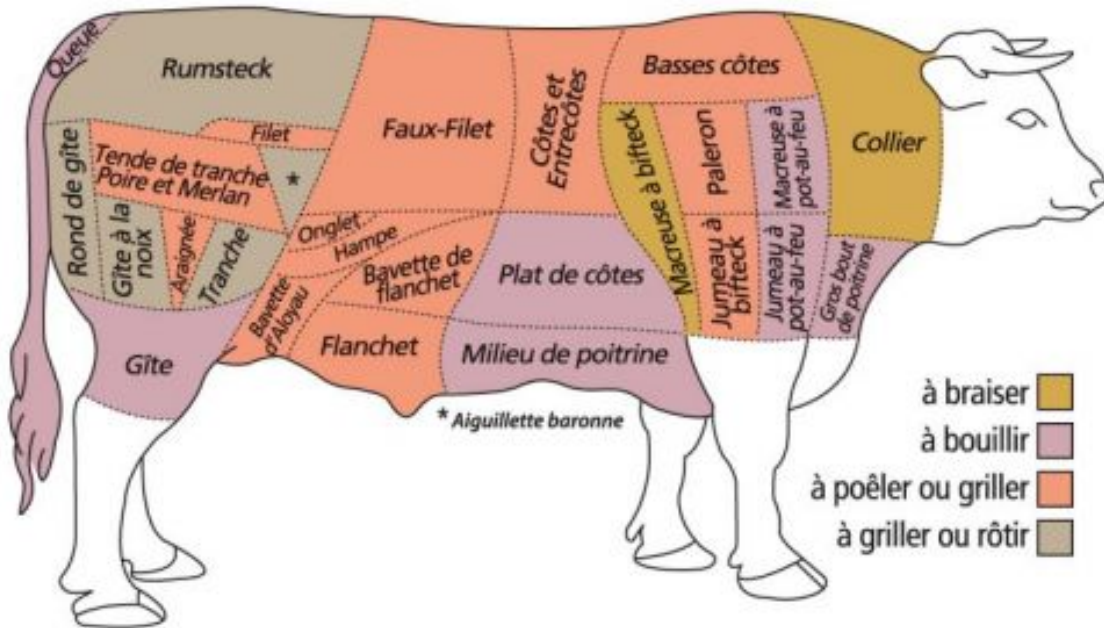 Queue
Rumsteck
Filet
Tende de tranche
Poire et Merlan
*
Rond de gîte
Gîte à la
noix
Araignée
Tranche
Gîte
Faux-Filet
Onglet
Hampe
Bavette de
flanchet
Bavette
d'Aloyau
Flanchet
Côtes et
Entrecôtes
Plat de côtes
Milieu de poitrine
Basses côtes
Macreuse à bifteck
Paleron
Macreuse à
pot-au-feu
Jumeau à
bifteck
Jumeau à
pot-au-feu
Collier
Gros bout
de poitrine
* Aiguillette baronne
à braiser
à bouillir
à poêler ou griller
à griller ou rôtir